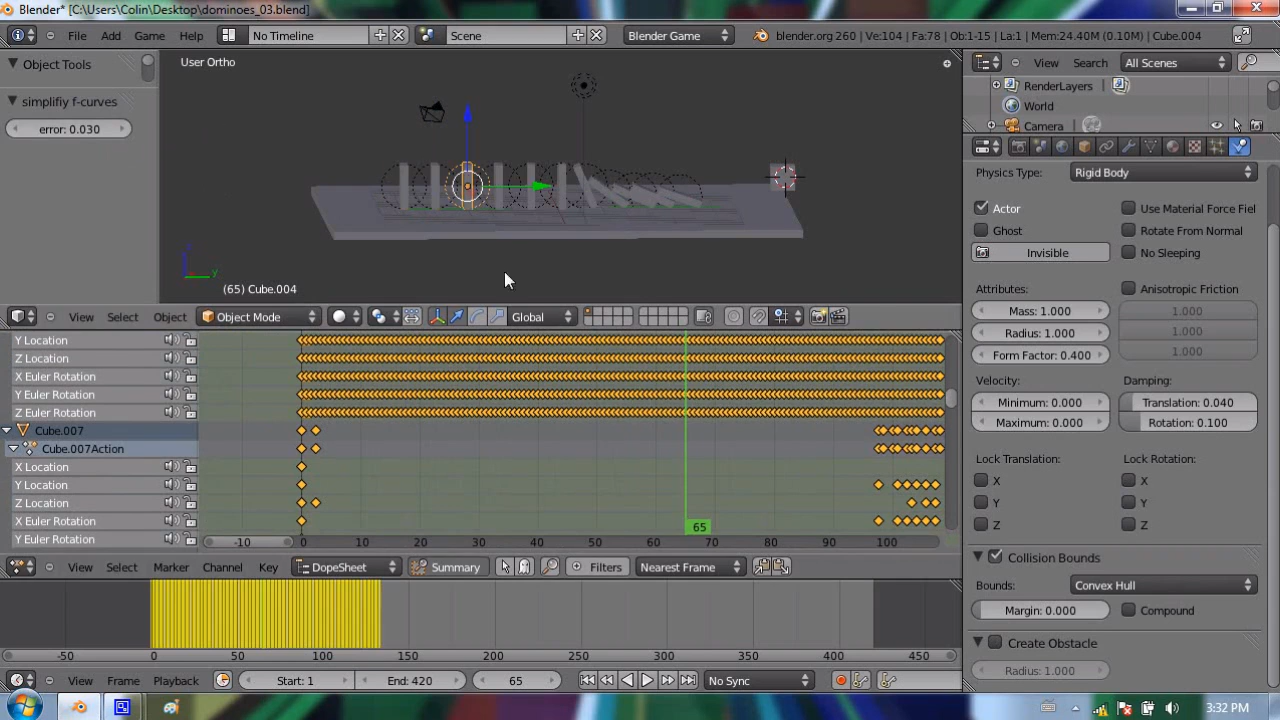 Blender* [C:\Users\Colin\Desktop\dominoes_03.blend]
File Add Game Help No Timeline Scene Blender Game blender.org 260 | Ve:104 | Fa:78 | Ob:1-15 | La:1 | Mem:24.40M (0.10M) | Cube.004
Object Tools
simplifiy f-curves
error: 0.030
User Ortho
z
y
(65) Cube.004
View Select Object Object Mode Global
Y Location
Z Location
X Euler Rotation
Y Euler Rotation
Z Euler Rotation
Cube.007
Cube.007Action
X Location
Y Location
Z Location
X Euler Rotation
Y Euler Rotation
65
-10 0 10 20 30 40 50 60 70 80 90 100
View Select Marker Channel Key DopeSheet Summary Filters Nearest Frame
-50 0 50 100 150 200 250 300 350 400 450
View Frame Playback Start: 1 End: 420 65 No Sync
View Search All Scenes
RenderLayers
World
Camera
Physics Type: Rigid Body
Actor Use Material Force Fiel
Ghost Rotate From Normal
Invisible No Sleeping
Attributes: Anisotropic Friction
Mass: 1.000 1.000
Radius: 1.000 1.000
Form Factor: 0.400 1.000
Velocity: Damping:
Minimum: 0.000 Translation: 0.040
Maximum: 0.000 Rotation: 0.100
Lock Translation: Lock Rotation:
X X
Y Y
Z Z
Collision Bounds
Bounds: Convex Hull
Margin: 0.000 Compound
Create Obstacle
Radius: 1.000
3:32 PM